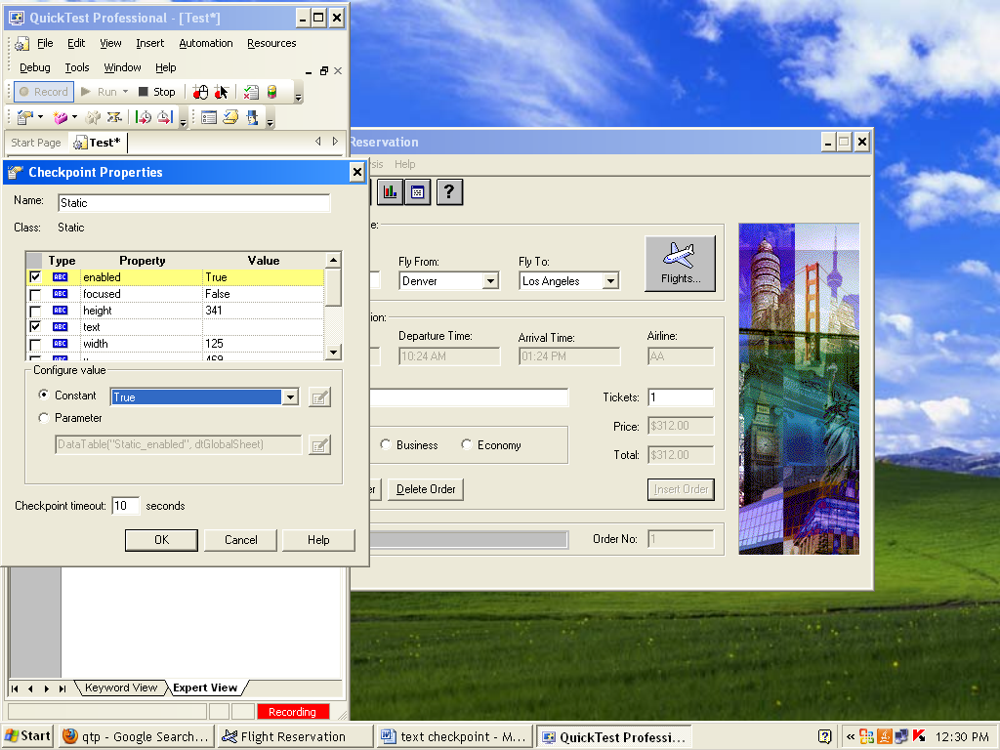 QuickTest Professional - [Test*]
File Edit View Insert Automation Resources
Debug Tools Window Help
Record Run Stop
Start Page Test*
Checkpoint Properties
Name: Static
Class: Static
Type Property Value
ABC enabled True
ABC focused False
ABC height 341
ABC text
ABC width 125
ABC 469
Configure value
Constant True
Parameter
DataTable("Static_enabled", dtGlobalSheet)
Checkpoint timeout: 10 seconds
OK Cancel Help
Keyword View Expert View
Recording
Reservation
sis Help
?
e:
Fly From: Fly To:
Denver Los Angeles Flights...
ion:
Departure Time: Arrival Time: Airline:
10:24 AM 01:24 PM AA
Tickets: 1
Business Economy Price: $312.00
Total: $312.00
er Delete Order Insert Order
Order No: 1
Start qtp - Google Search... Flight Reservation text checkpoint - M... QuickTest Professi... ? « 12:30 PM